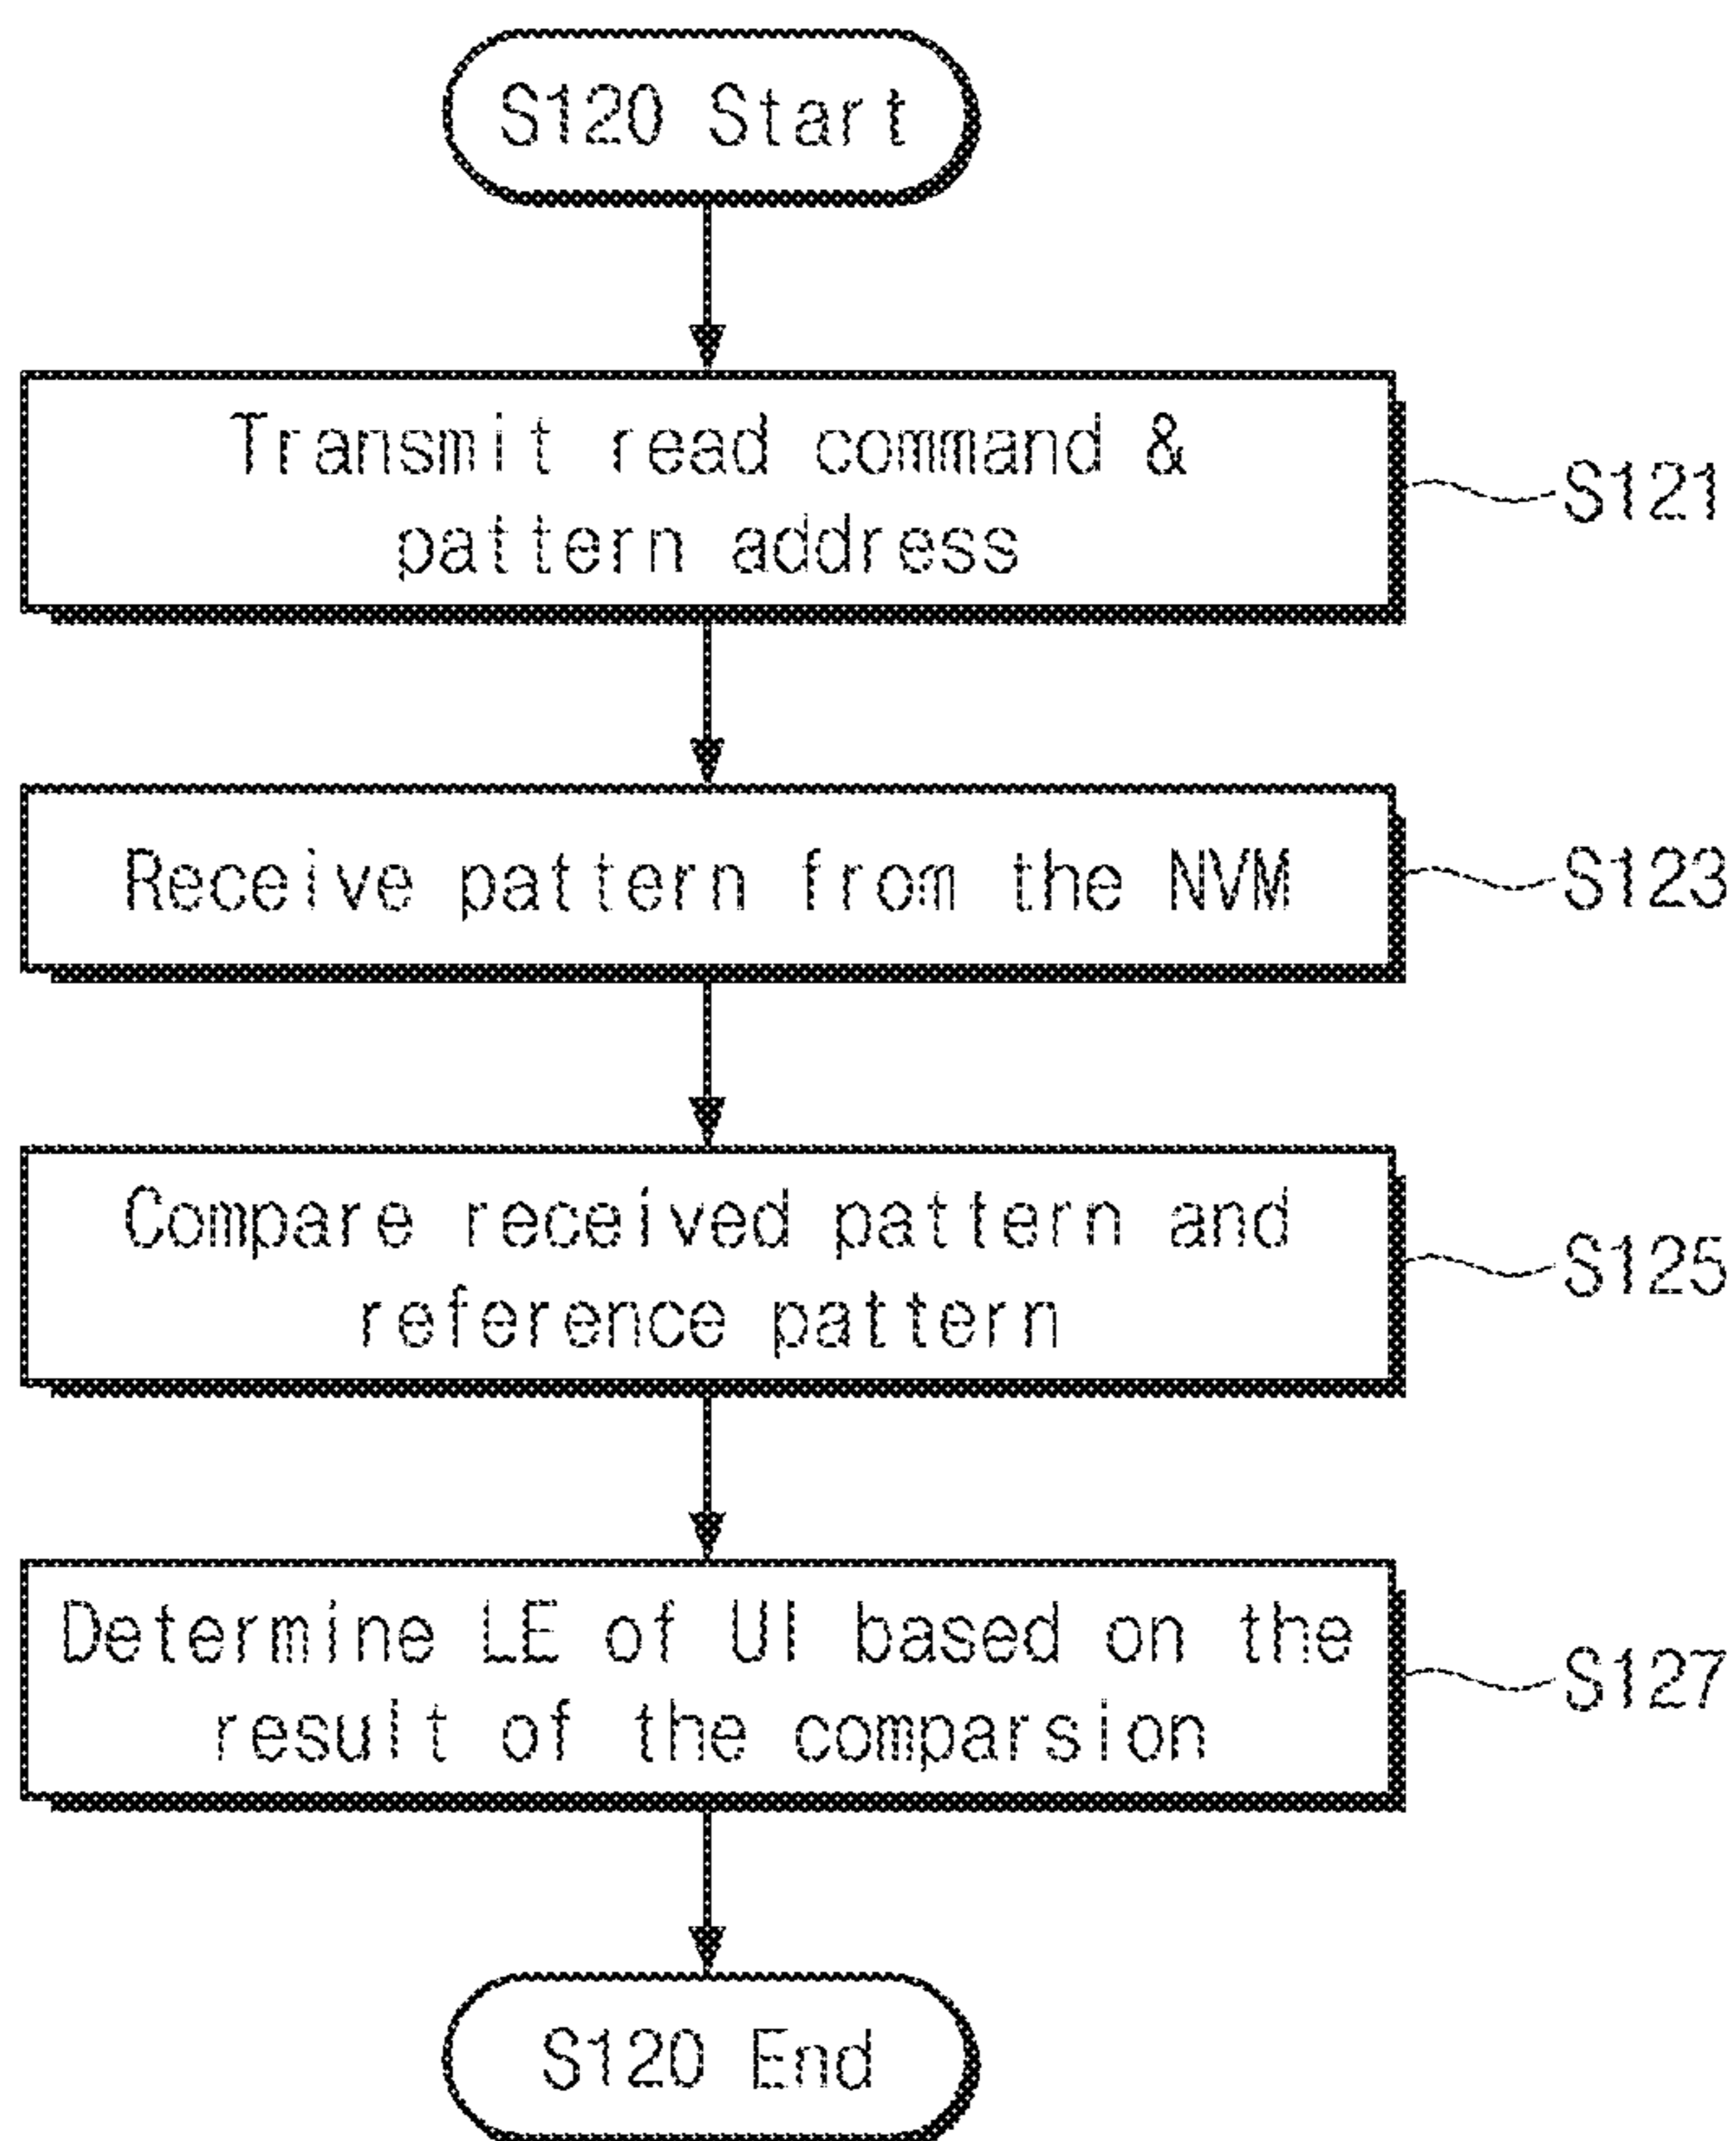 S120 Start
Transmit read command &
pattern address
S121
Receive pattern from the NVM
S123
Compare received pattern and
reference pattern
S125
Determine LE of UI based on the
result of the comparsion
S127
S120 End